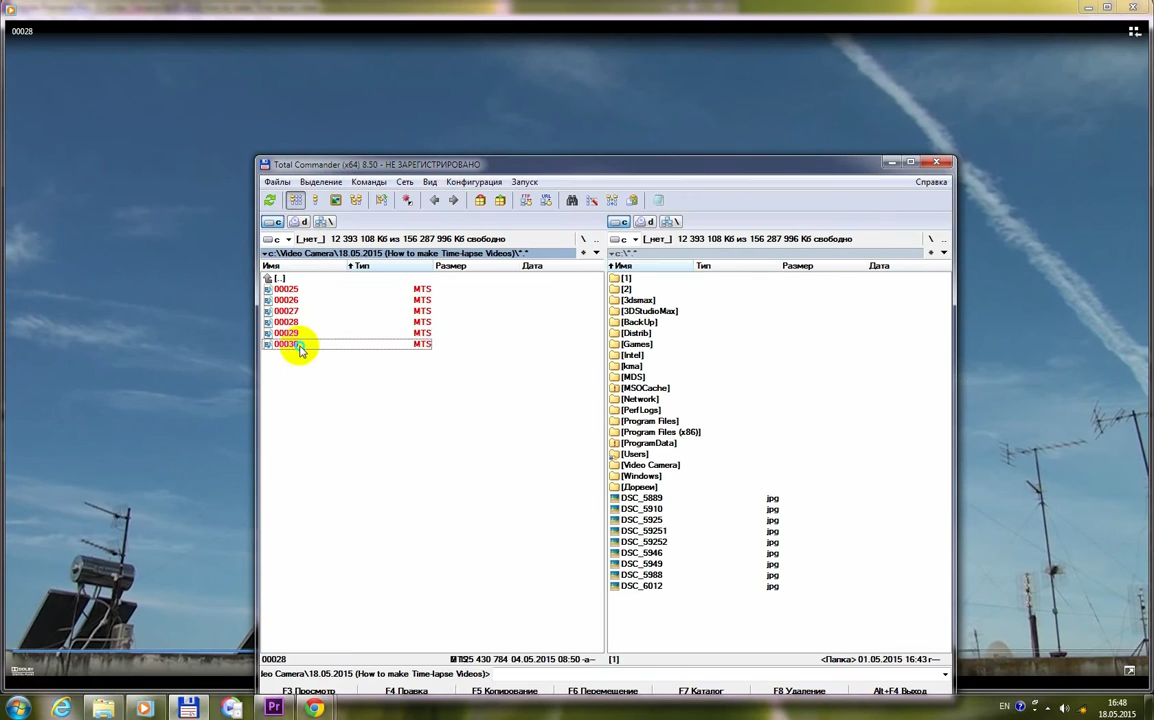 00028
Total Commander (x64) 8.50 - НЕ ЗАРЕГИСТРИРОВАНО
Файлы Выделение Команды Сеть Вид Конфигурация Запуск Справка
c d \ c d \
c [_нет_] 12 393 108 Кб из 156 287 996 Кб свободно \ .. c [_нет_] 12 393 108 Кб из 156 287 996 Кб свободно \ ..
c:\Video Camera\18.05.2015 (How to make Time-lapse Videos)\*.* c:\*.*
Имя Тип Размер Дата Имя Тип Размер Дата
[..] [1]
00025 MTS [2]
00026 MTS [3dsmax]
00027 MTS [3DStudioMax]
00028 MTS [BackUp]
00029 MTS [Distrib]
00030 MTS [Games]
[Intel]
[kma]
[MDS]
[MSOCache]
[Network]
[PerfLogs]
[Program Files]
[Program Files (x86)]
[ProgramData]
[Users]
[Video Camera]
[Windows]
[Дорвеи]
DSC_5889 jpg
DSC_5910 jpg
DSC_5925 jpg
DSC_59251 jpg
DSC_59252 jpg
DSC_5946 jpg
DSC_5949 jpg
DSC_5988 jpg
DSC_6012 jpg
00028 430 784 04.05.2015 08:50 -a-- [1] <Папка> 01.05.2015 16:43 r---
leo Camera\18.05.2015 (How to make Time-lapse Videos)>
F3 Просмотр F4 Правка F5 Копирование F6 Перемещение F7 Каталог F8 Удаление Alt+F4 Выход
Pr EN 16:48
18.05.2015